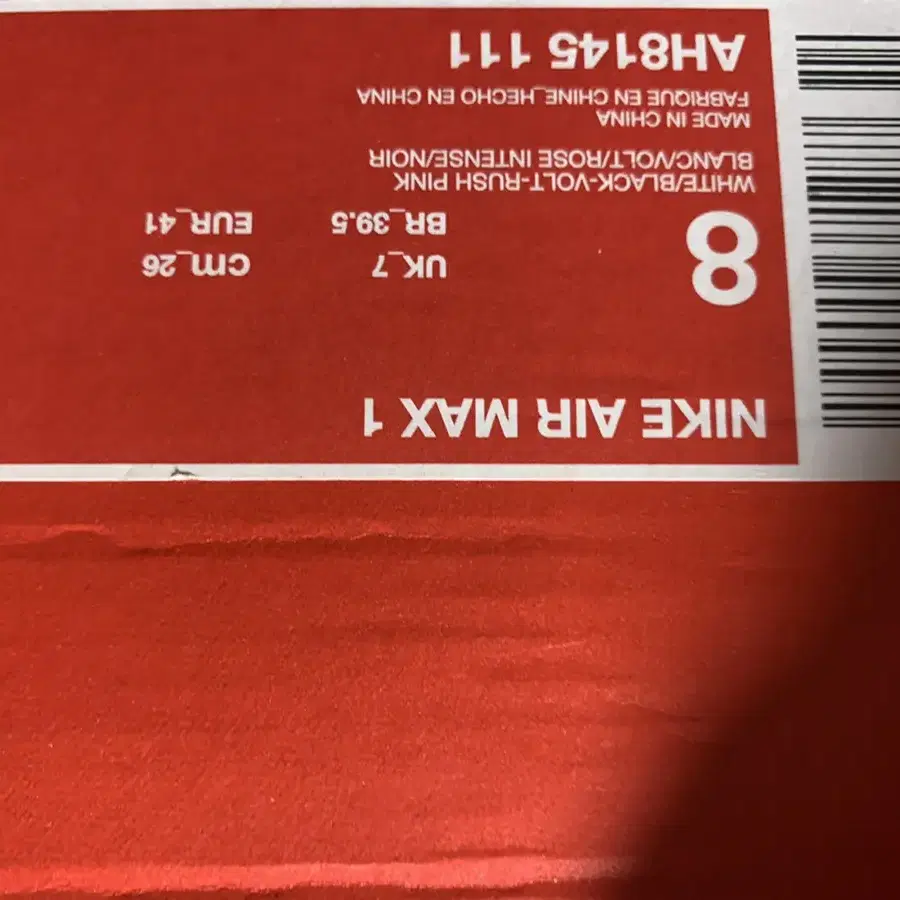 NIKE AIR MAX 1
8 UK_7 cm_26
BR_39.5 EUR_41
WHITE/BLACK-VOLT-RUSH PINK
BLANC/VOLT/ROSE INTENSE/NOIR
MADE IN CHINA
FABRIQUE EN CHINE_HECHO EN CHINA
AH8145 111